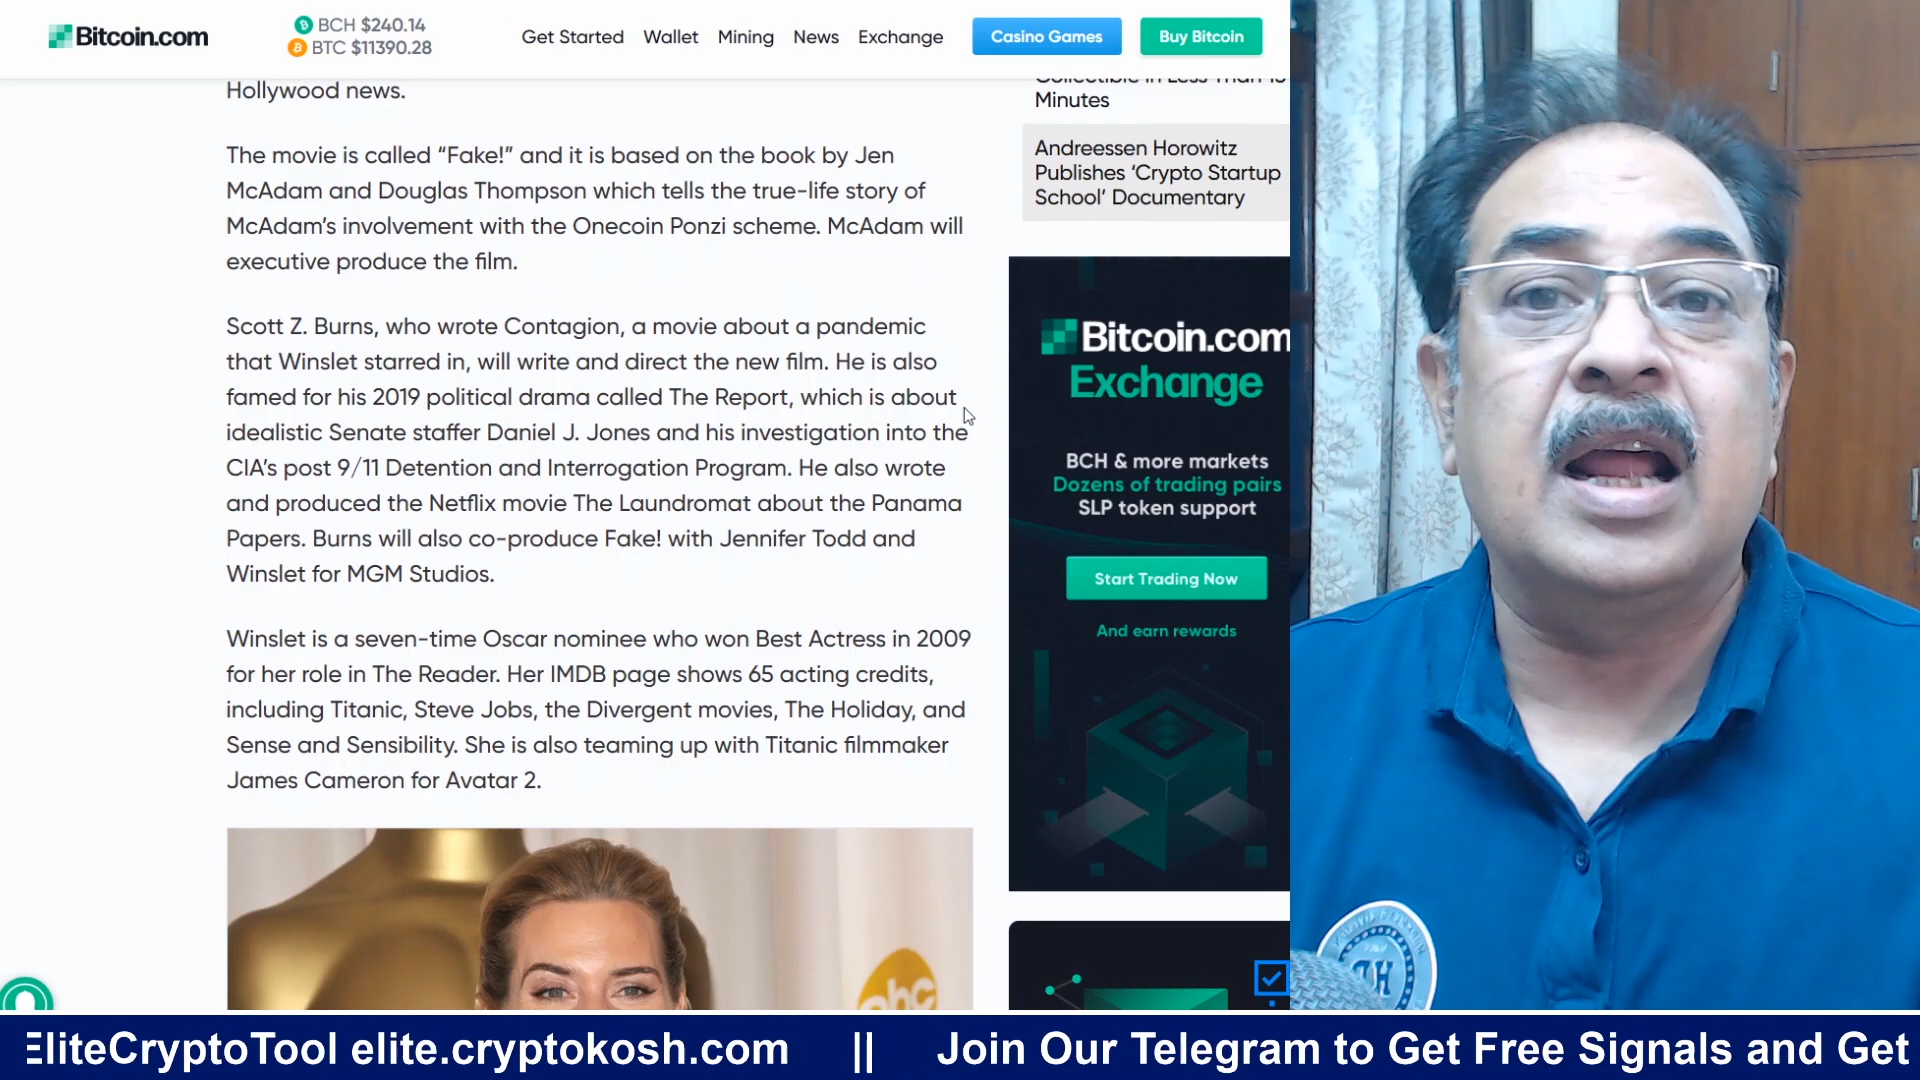 Bitcoin.com
BCH $240.14
BTC $11390.28
Get Started
Wallet
Mining
News
Exchange
Casino Games
Buy Bitcoin
Hollywood news.
The movie is called “Fake!” and it is based on the book by Jen
McAdam and Douglas Thompson which tells the true-life story of
McAdam’s involvement with the Onecoin Ponzi scheme. McAdam will
executive produce the film.
Scott Z. Burns, who wrote Contagion, a movie about a pandemic
that Winslet starred in, will write and direct the new film. He is also
famed for his 2019 political drama called The Report, which is about
idealistic Senate staffer Daniel J. Jones and his investigation into the
CIA’s post 9/11 Detention and Interrogation Program. He also wrote
and produced the Netflix movie The Laundromat about the Panama
Papers. Burns will also co-produce Fake! with Jennifer Todd and
Winslet for MGM Studios.
Winslet is a seven-time Oscar nominee who won Best Actress in 2009
for her role in The Reader. Her IMDB page shows 65 acting credits,
including Titanic, Steve Jobs, the Divergent movies, The Holiday, and
Sense and Sensibility. She is also teaming up with Titanic filmmaker
James Cameron for Avatar 2.
abc
Collectible in Less Than 15
Minutes
Andreessen Horowitz
Publishes ‘Crypto Startup
School’ Documentary
Bitcoin.com
Exchange
BCH & more markets
Dozens of trading pairs
SLP token support
Start Trading Now
And earn rewards
EliteCryptoTool elite.cryptokosh.com || Join Our Telegram to Get Free Signals and Get